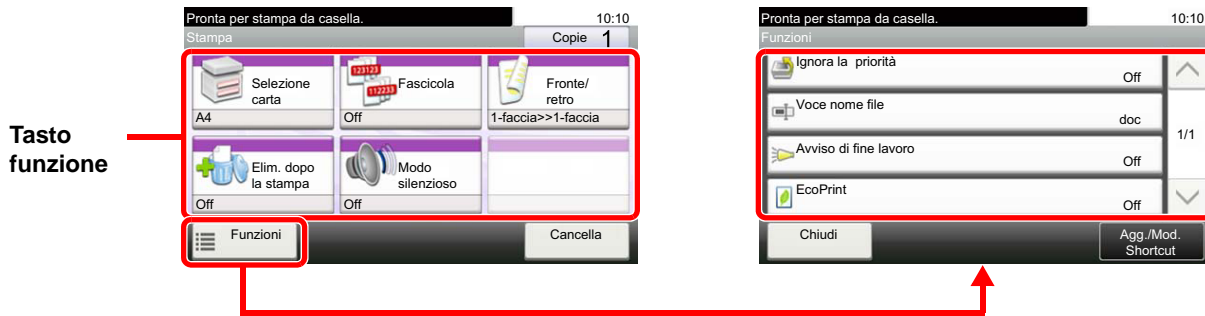 Pronta per stampa da casella.
10:10
Stampa
Copie 1
123123
112233
Selezione
carta
Fascicola
Fronte/
retro
A4
Off
1-faccia>>1-faccia
Tasto
funzione
Elim. dopo
la stampa
Modo
silenzioso
Off
Off
Funzioni
Cancella
Pronta per stampa da casella.
10:10
Funzioni
Ignora la priorità
Off
Voce nome file
doc
1/1
Avviso di fine lavoro
Off
EcoPrint
Off
Chiudi
Agg./Mod.
Shortcut